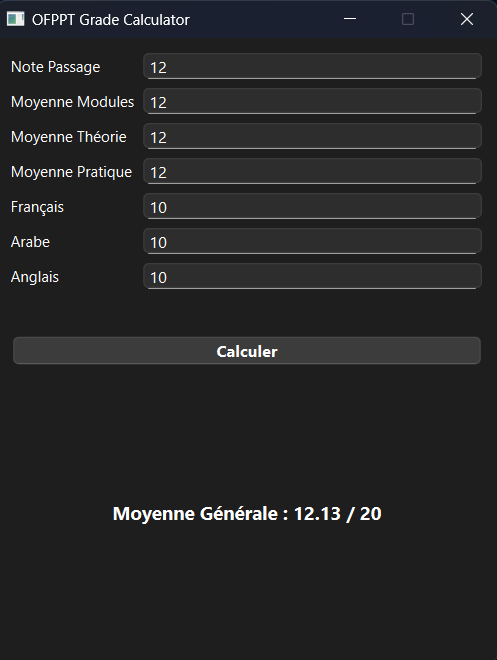 OFPPT Grade Calculator
Note Passage 12
Moyenne Modules 12
Moyenne Théorie 12
Moyenne Pratique 12
Français 10
Arabe 10
Anglais 10
Calculer
Moyenne Générale : 12.13 / 20